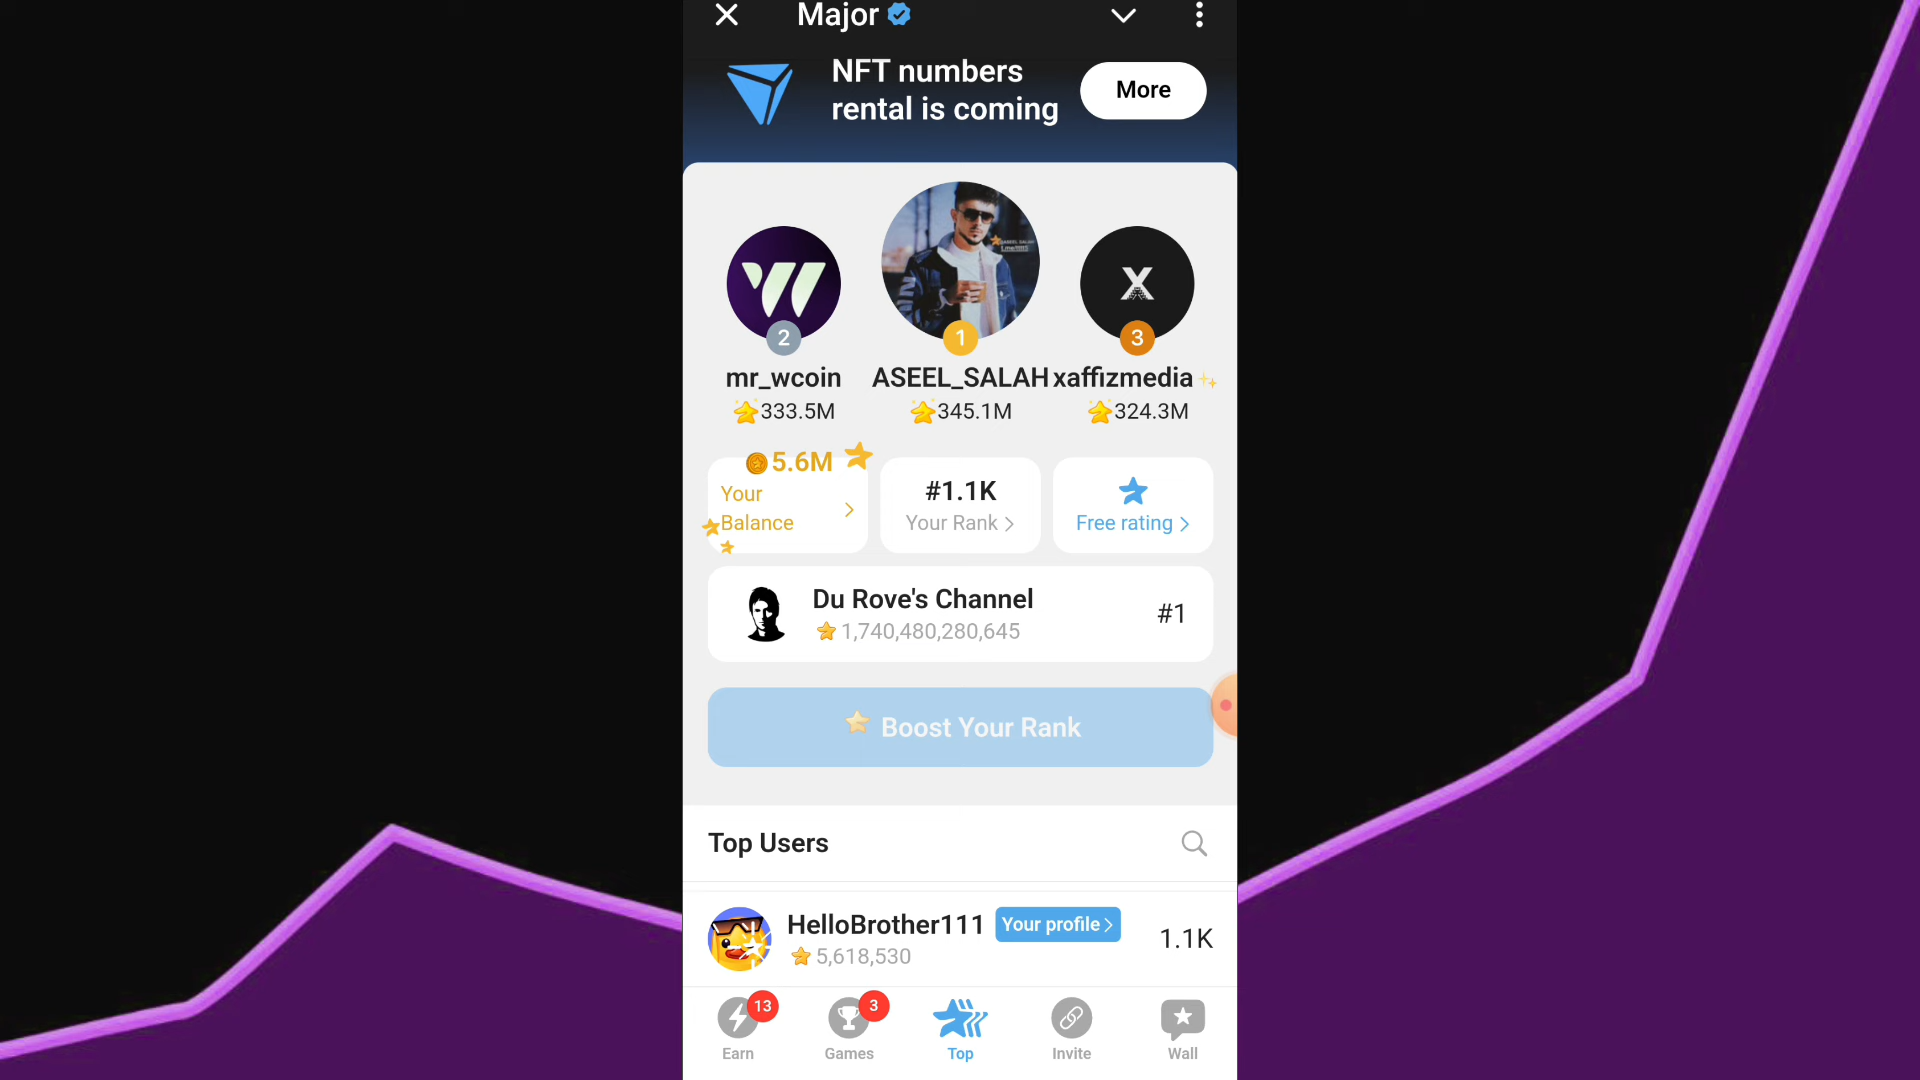 Major
NFT numbers
rental is coming
More
2
1
3
mr_wcoin
ASEEL_SALAH
xaffizmedia
333.5M
345.1M
324.3M
5.6M
Your
Balance
#1.1K
Your Rank
Free rating
Du Rove's Channel
1,740,480,280,645
#1
Boost Your Rank
Top Users
HelloBrother111
Your profile
5,618,530
1.1K
13
3
Earn
Games
Top
Invite
Wall